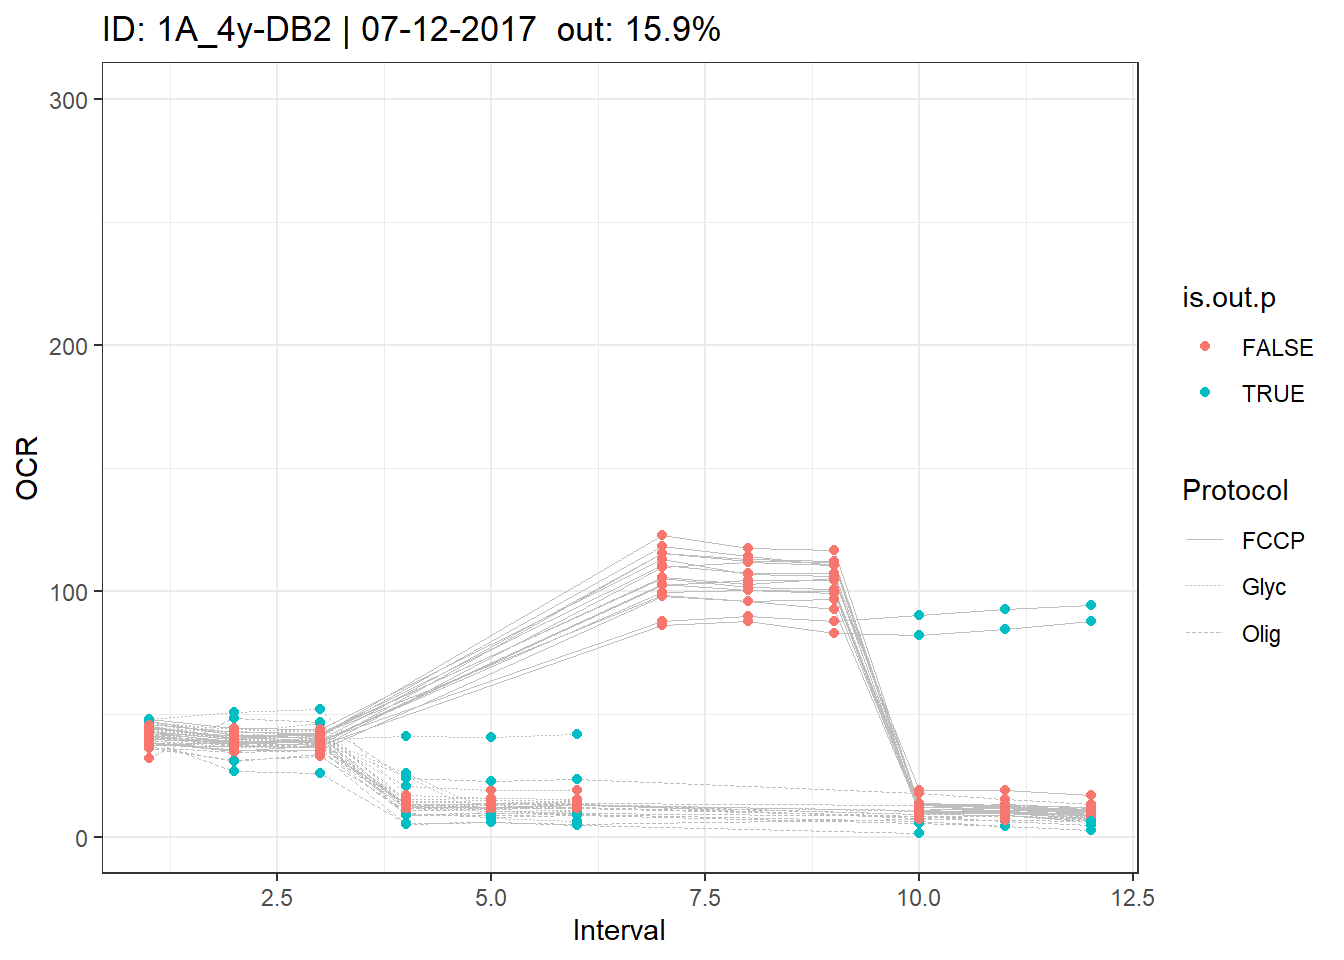 ID: 1A_4y-DB2 | 07-12-2017  out: 15.9%
300
200
100
0
OCR
2.5
5.0
7.5
10.0
12.5
Interval
is.out.p
FALSE
TRUE
Protocol
FCCP
Glyc
Olig